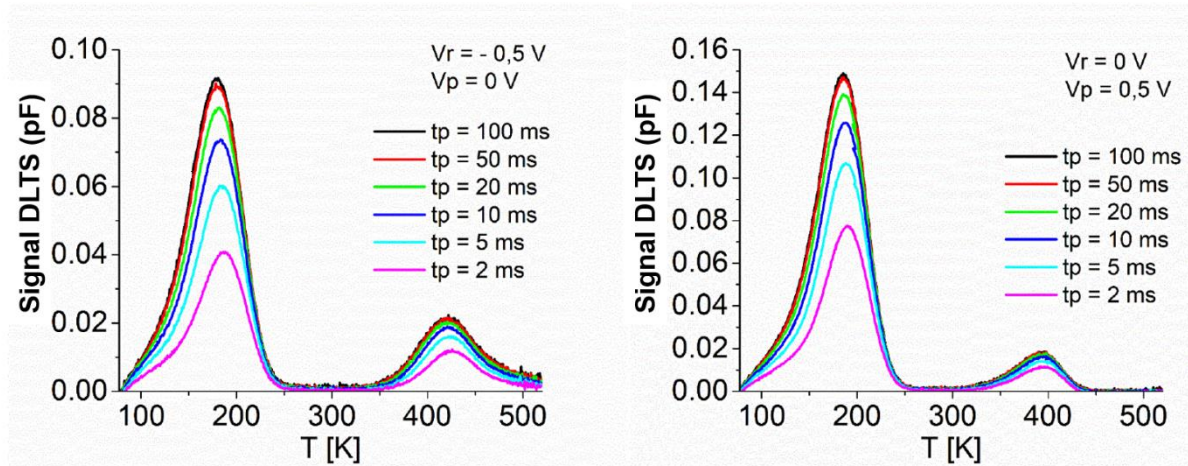 Signal DLTS (pF)
0.10
0.08
0.06
0.04
0.02
0.00
Vr = - 0,5 V
Vp = 0 V
tp = 100 ms
tp = 50 ms
tp = 20 ms
tp = 10 ms
tp = 5 ms
tp = 2 ms
100 200 300 400 500
T [K]
Signal DLTS (pF)
0.16
0.14
0.12
0.10
0.08
0.06
0.04
0.02
0.00
Vr = 0 V
Vp = 0,5 V
tp = 100 ms
tp = 50 ms
tp = 20 ms
tp = 10 ms
tp = 5 ms
tp = 2 ms
100 200 300 400 500
T [K]